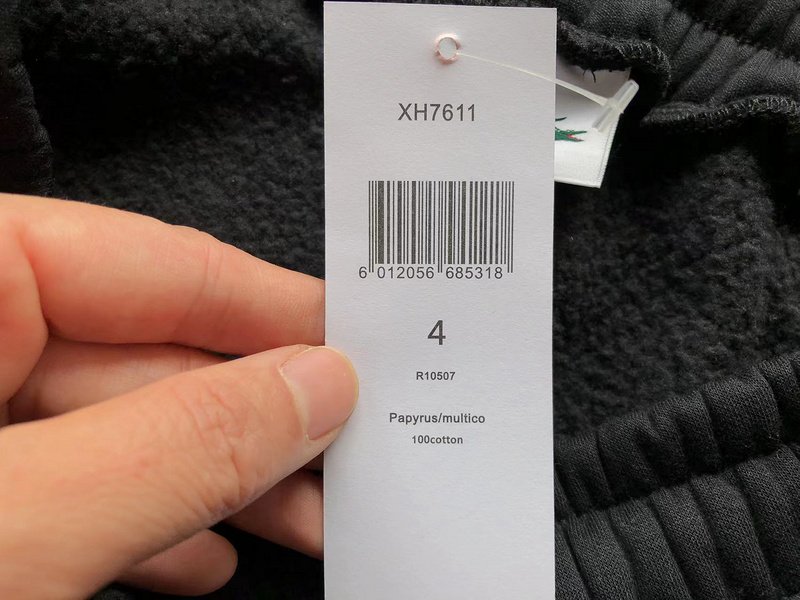 XH7611
6 012056 685318
4
R10507
Papyrus/multico
100cotton